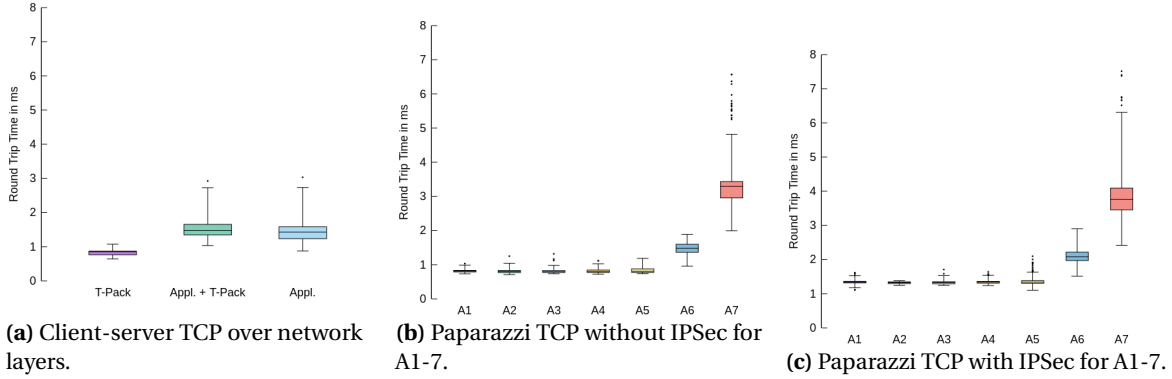 8
7
6
5
4
3
2
1
0
Round Trip Time in ms
T-Pack Appl. + T-Pack Appl.
(a) Client-server TCP over network
layers.
8
7
6
5
4
3
2
1
0
Round Trip Time in ms
A1 A2 A3 A4 A5 A6 A7
(b) Paparazzi TCP without IPSec for
A1-7.
8
7
6
5
4
3
2
1
0
Round Trip Time in ms
A1 A2 A3 A4 A5 A6 A7
(c) Paparazzi TCP with IPSec for A1-7.